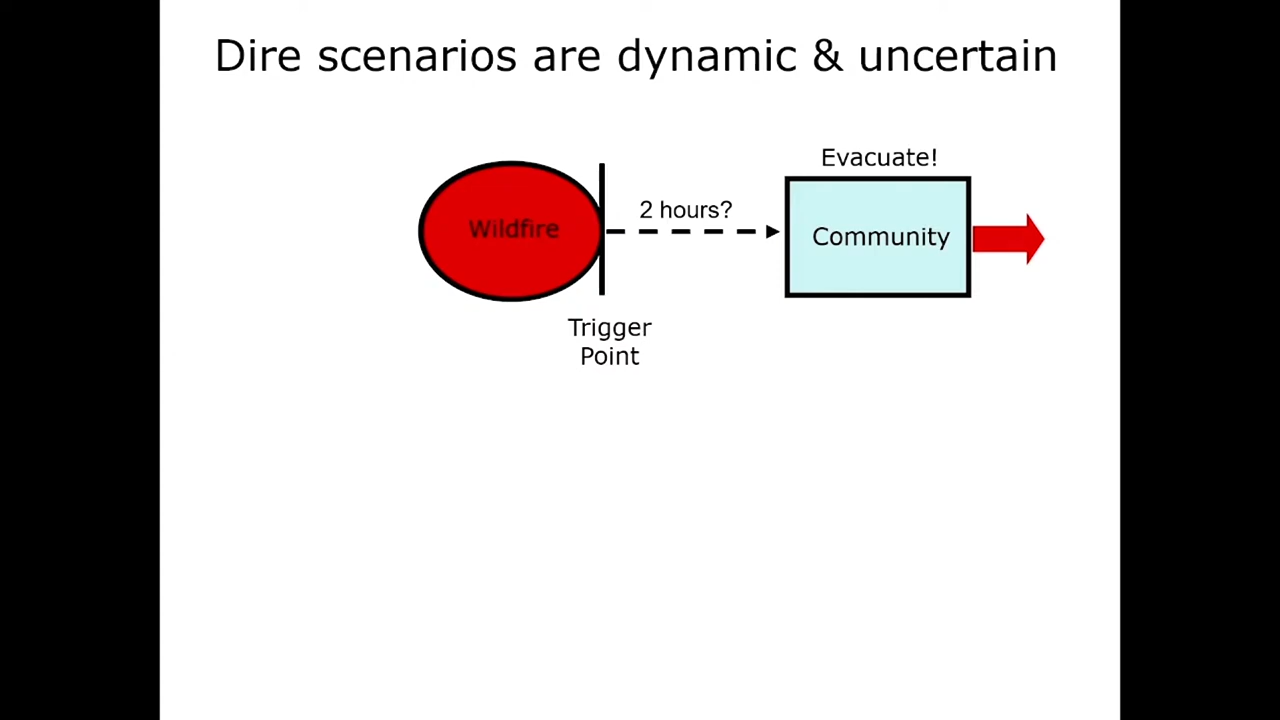 Dire scenarios are dynamic & uncertain
Evacuate!
Wildfire
2 hours?
Community
Trigger
Point